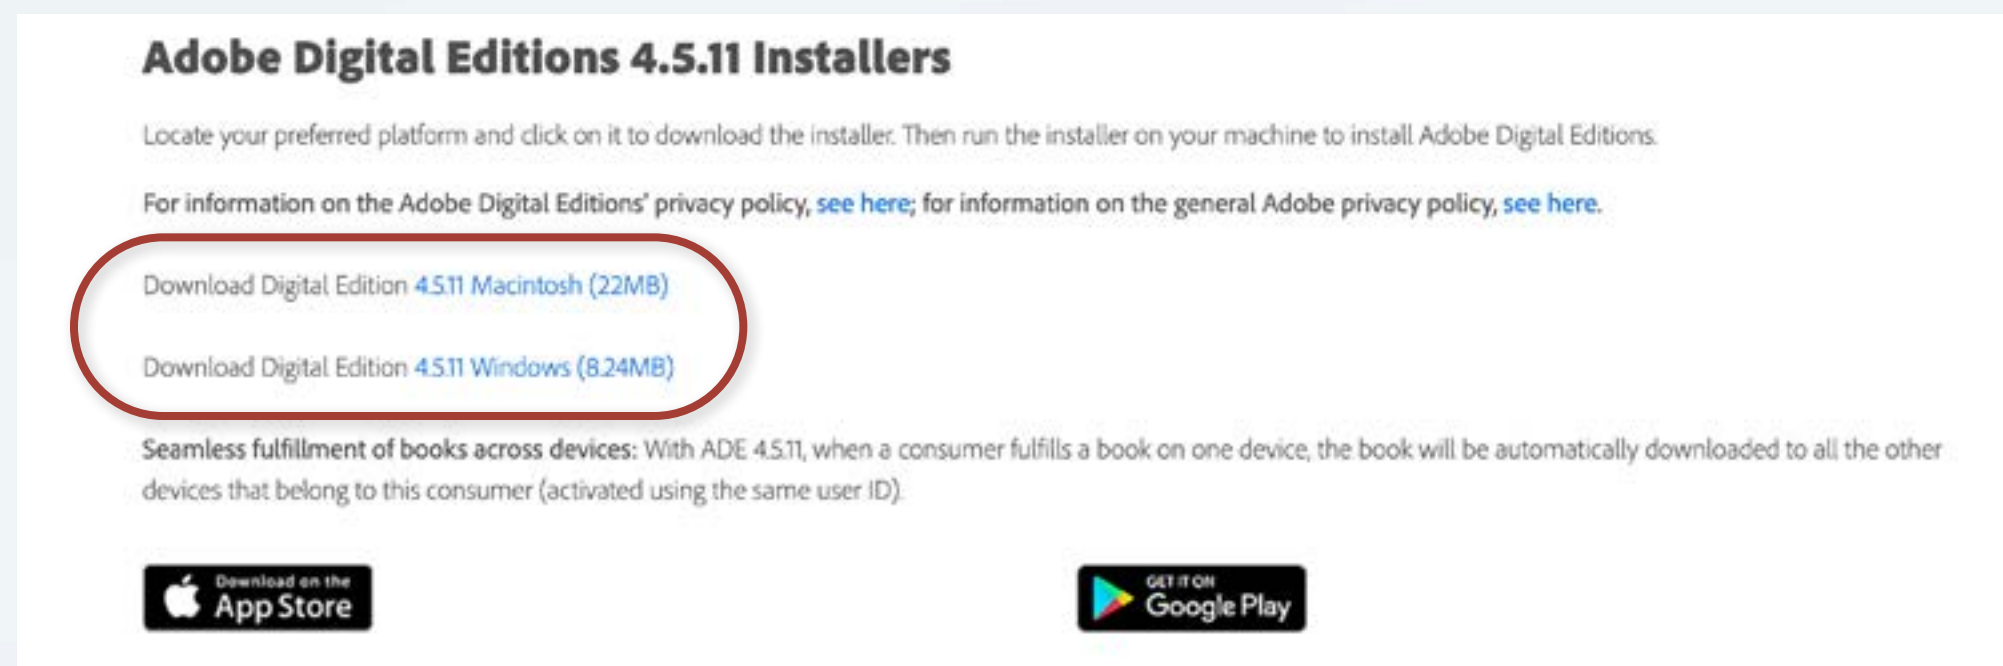 Adobe Digital Editions 4.5.11 Installers
Locate your preferred platform and click on it to download the installer. Then run the installer on your machine to install Adobe Digital Editions.
For information on the Adobe Digital Editions' privacy policy, see here; for information on the general Adobe privacy policy, see here.
Download Digital Edition 4.5.11 Macintosh (22MB)
Download Digital Edition 4.5.11 Windows (8.24MB)
Seamless fulfillment of books across devices: With ADE 4.5.11, when a consumer fulfills a book on one device, the book will be automatically downloaded to all the other
devices that belong to this consumer (activated using the same user ID).
Download on the
App Store
GET IT ON
Google Play